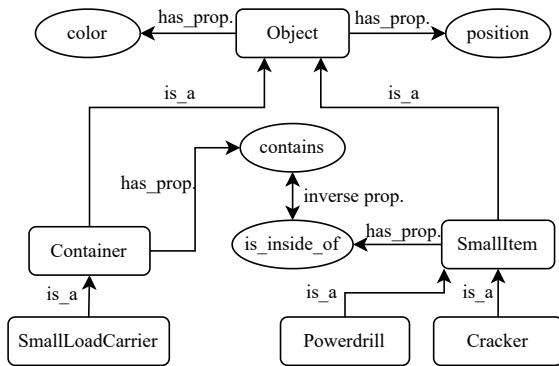 color
has_prop.
Object
has_prop.
position
is_a
is_a
contains
has_prop.
inverse prop.
Container
is_inside_of
has_prop.
SmallItem
is_a
is_a
is_a
SmallLoadCarrier
Powerdrill
Cracker